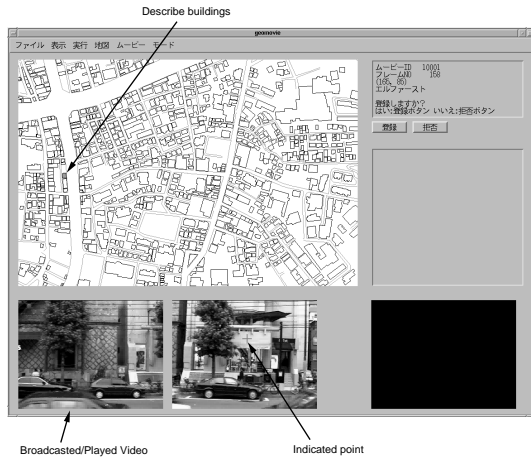 Describe buildings
geomovie
ファイル 表示 実行 地図 ムービー モード
ムービーID 10001
フレームNO 158
(165, 85)
エルファースト
登録しますか?
はい:登録ボタン いいえ:拒否ボタン
登録 拒否
Broadcasted/Played Video
Indicated point